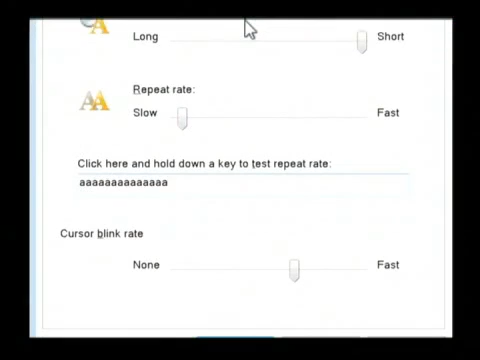 Long Short
Repeat rate:
Slow Fast
Click here and hold down a key to test repeat rate:
aaaaaaaaaaaaaa
Cursor blink rate
None Fast